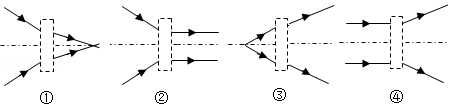 ① ② ③ ④